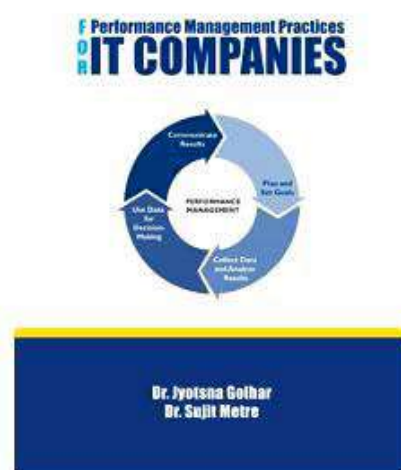 Performance Management Practices
FOR
IT COMPANIES
Communicate
Results
Plan and
Set Goals
PERFORMANCE
MANAGEMENT
Use Data
for
Decision-
Making
Collect Data
and Analyze
Results
Dr. Jyotsna Golhar
Dr. Sujit Metre